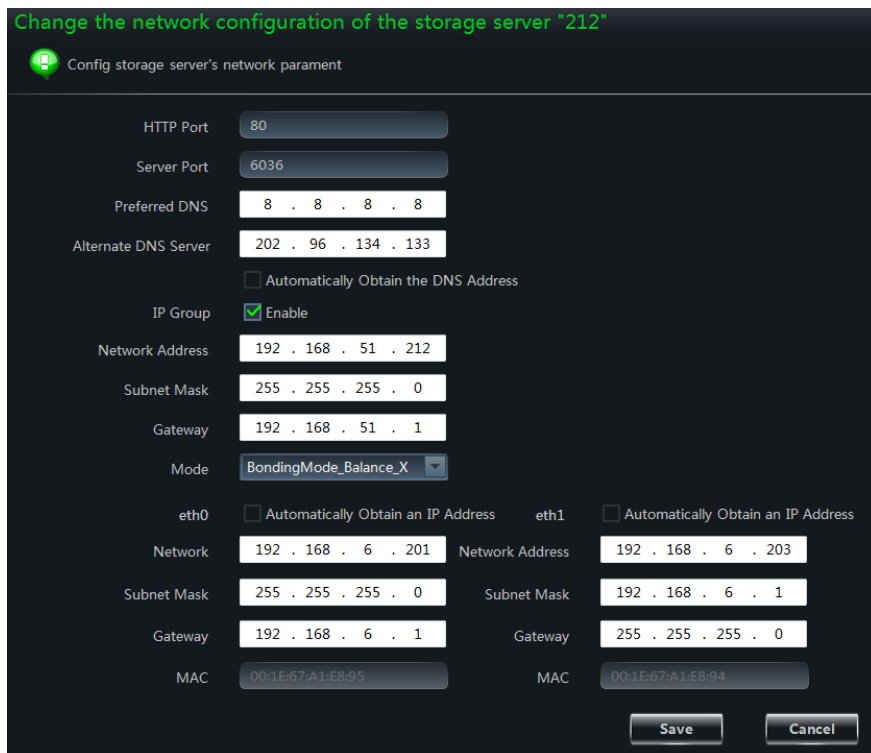 Change the network configuration of the storage server "212"
Config storage server's network parament
HTTP Port 80
Server Port 6036
Preferred DNS 8 . 8 . 8 . 8
Alternate DNS Server 202 . 96 . 134 . 133
Automatically Obtain the DNS Address
IP Group Enable
Network Address 192 . 168 . 51 . 212
Subnet Mask 255 . 255 . 255 . 0
Gateway 192 . 168 . 51 . 1
Mode BondingMode_Balance_X
eth0 Automatically Obtain an IP Address eth1 Automatically Obtain an IP Address
Network 192 . 168 . 6 . 201 Network Address 192 . 168 . 6 . 203
Subnet Mask 255 . 255 . 255 . 0 Subnet Mask 192 . 168 . 6 . 1
Gateway 192 . 168 . 6 . 1 Gateway 255 . 255 . 255 . 0
MAC 00:1E:67:A1:E8:95 MAC 00:1E:67:A1:E8:94
Save Cancel